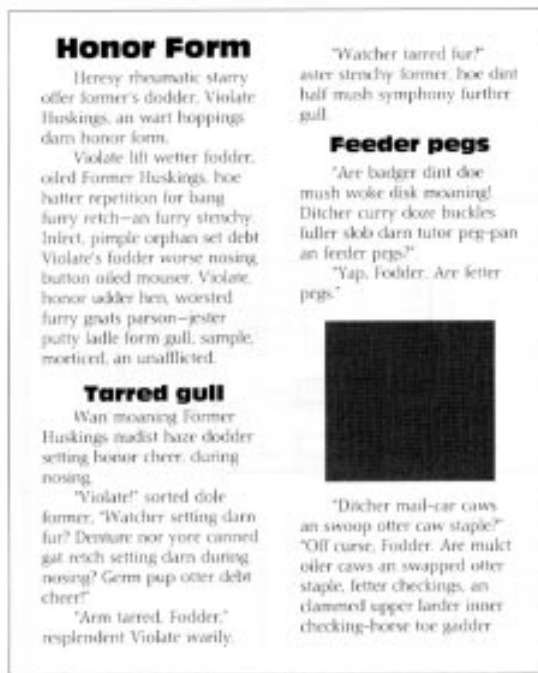 Honor Form
Heresy rheumatic starry
offer former's dodder, Violate
Huskings, an wart hoppings
darn honor form.
Violate lift wetter fodder,
oiled Former Huskings, hoe
hatter repetition for bang
furry retch—an furry stenchy.
Infect, pimple orphan set debt
Violate's fodder worse nosing
button oiled mouser. Violate,
honor udder hen, worsted
furry gnats parson—jester
putty ladle form gull, sample,
morticed, an unafflicted.
Tarred gull
Wan moaning Former
Huskings nudist haze dodder
setting honor cheer, during
nosing.
"Violate!" sorted dole
former, "Watcher setting darn
fur? Denture nor yore canned
gat retch setting darn during
nosing? Germ pup otter debt
cheer!"
"Arm tarred, Fodder,"
resplendent Violate warily.
"Watcher tarred fur?"
aster stenchy former, hoe dint
half mush symphony further
gull.
Feeder pegs
"Are badger dint doe
mush woke disk moaning!
Ditcher curry doze buckles
fuller slob darn tutor peg-pan
an feeder pegs?"
"Yap, Fodder. Are fetter
pegs."
"Ditcher mail-car caws
an swoop otter caw staple?"
"Off curse, Fodder. Are mulct
oiler caws an swapped otter
staple, fetter checkings, an
clammed upper larder inner
checking-horse toe gadder